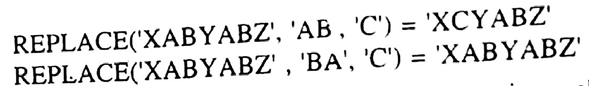 REPLACE('XABYABZ', 'AB , 'C') = 'XCYABZ'
REPLACE('XABYABZ' , 'BA', 'C') = 'XABYABZ'